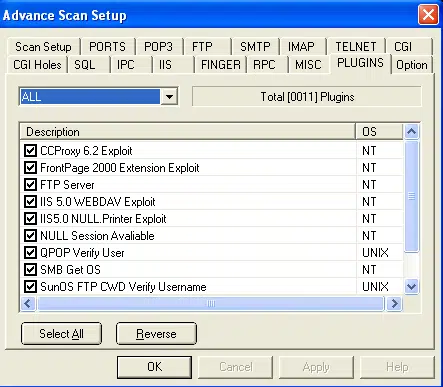 Advance Scan Setup
Scan Setup PORTS POP3 FTP SMTP IMAP TELNET CGI
CGI Holes SQL IPC IIS FINGER RPC MISC PLUGINS Option
ALL Total [0011] Plugins
Description OS
CCProxy 6.2 Exploit NT
FrontPage 2000 Extension Exploit NT
FTP Server NT
IIS 5.0 WEBDAV Exploit NT
IIS5.0 NULL.Printer Exploit NT
NULL Session Avaliable NT
QPOP Verify User UNIX
SMB Get OS NT
SunOS FTP CWD Verify Username UNIX
Select All Reverse
OK Cancel Apply Help